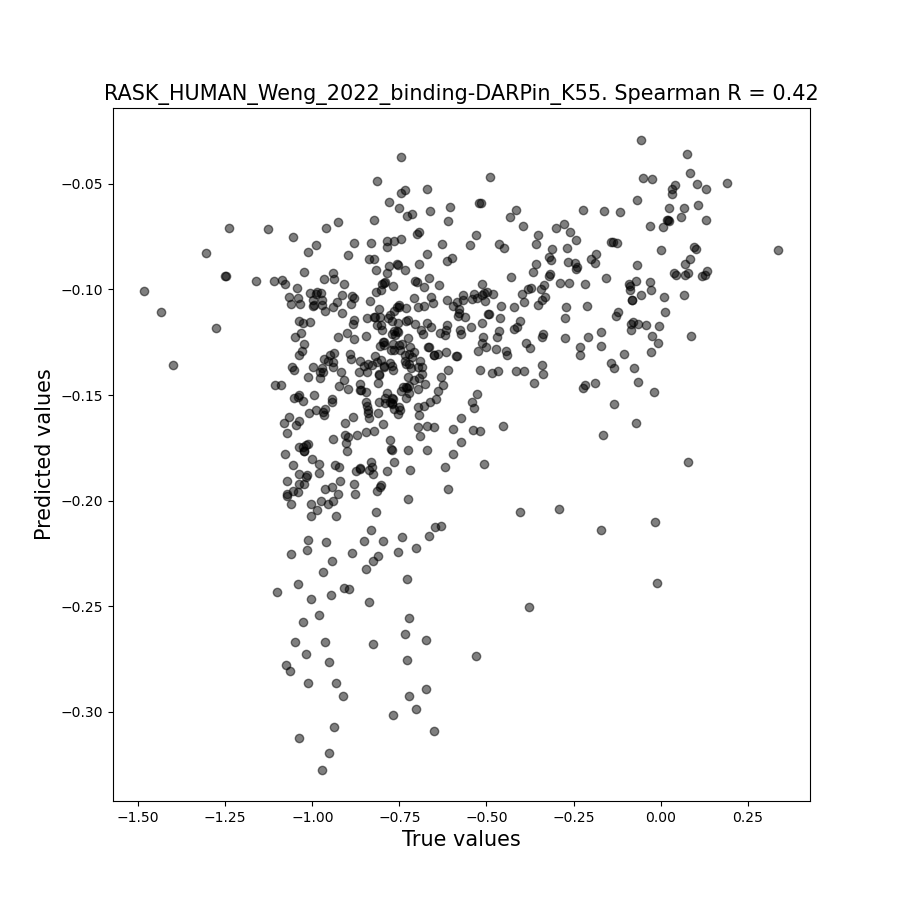 RASK_HUMAN_Weng_2022_binding-DARPin_K55. Spearman R = 0.42
Predicted values
−0.05
−0.10
−0.15
−0.20
−0.25
−0.30
−1.50 −1.25 −1.00 −0.75 −0.50 −0.25 0.00 0.25
True values